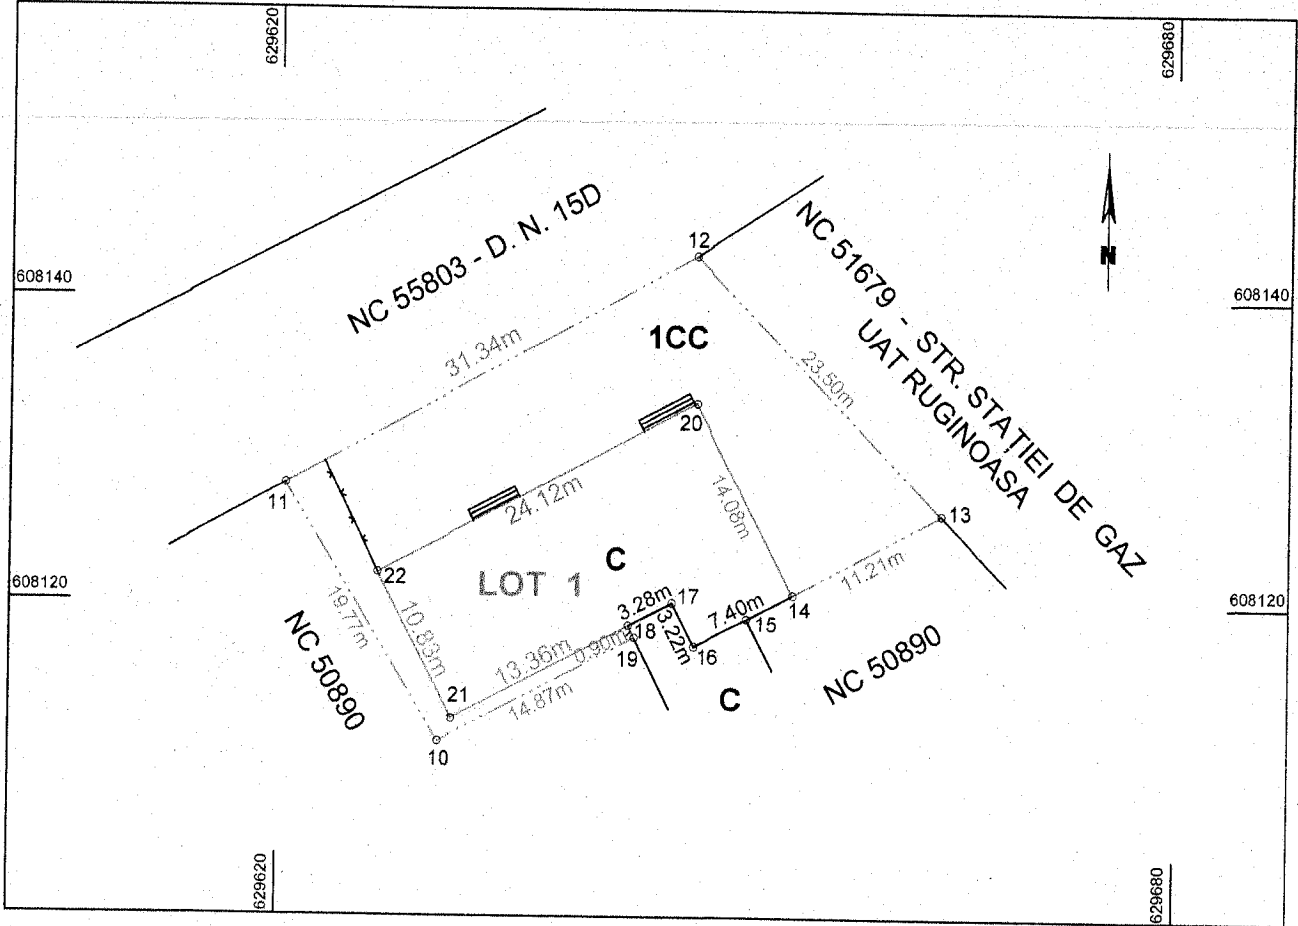 629620
629680
NC 55803 - D. N. 15D
12
NC 51679 - STR. STAȚIEI DE GAZ
UAT RUGINOASA
N
608140
608140
1CC
31.34m
23.50m
20
11
24.12m
14.08m
13
C
22
LOT 1
608120
608120
11.21m
3.28m
17
14
7.40m
15
18
3.22m
19
16
0.90m
19.77m
10.83m
NC 50890
13.36m
14.87m
21
C
NC 50890
10
629620
629680